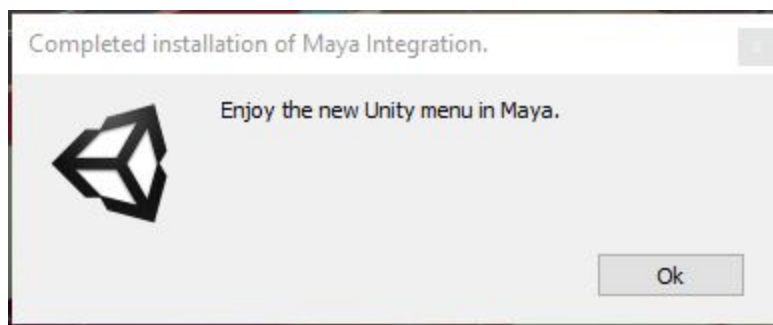 Completed installation of Maya Integration.
Enjoy the new Unity menu in Maya.
Ok